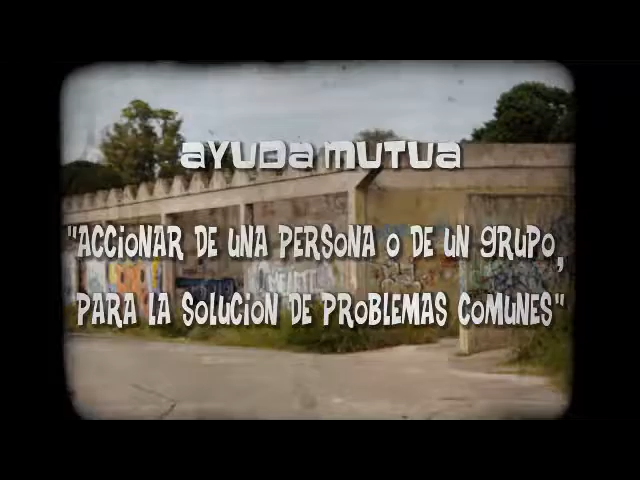 AYUDA MUTUA
"ACCIONAR DE UNA PERSONA O DE UN GRUPO,
PARA LA SOLUCION DE PROBLEMAS COMUNES"